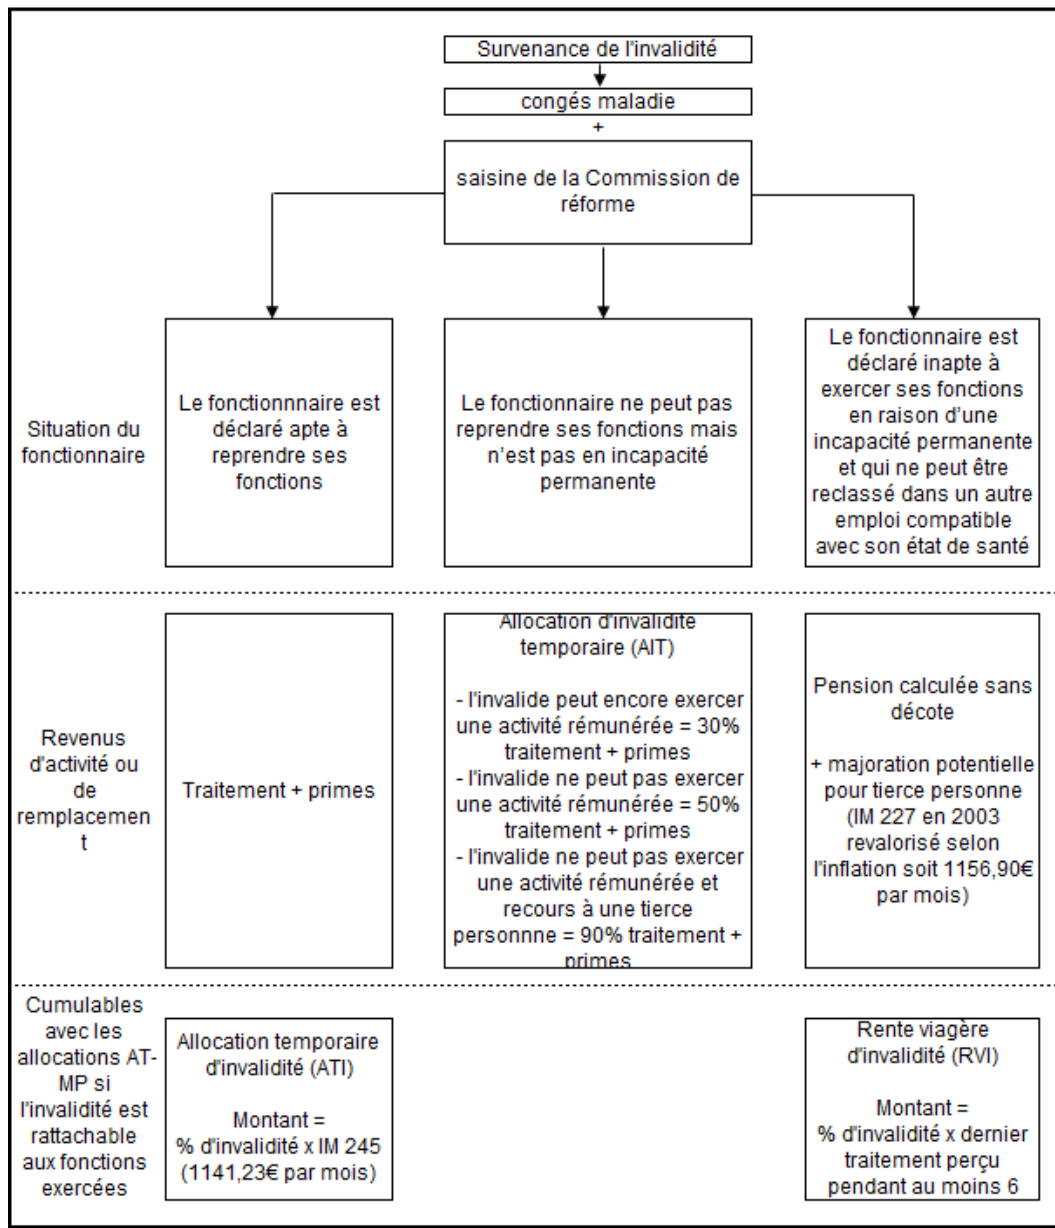 Survenance de l'invalidité
congés maladie
+
saisine de la Commission de
réforme
Situation du
fonctionnaire
Le fonctionnnaire est
déclaré apte à
reprendre ses
fonctions
Le fonctionnaire ne peut pas
reprendre ses fonctions mais
n'est pas en incapacité
permanente
Le fonctionnaire est
déclaré inapte à
exercer ses fonctions
en raison d’une
incapacité permanente
et qui ne peut être
reclassé dans un autre
emploi compatible
avec son état de santé
Revenus
d'activité ou
de
remplacemen
t
Traitement + primes
Allocation d'invalidité
temporaire (AIT)
- l'invalide peut encore exercer
une activité rémunérée = 30%
traitement + primes
- l'invalide ne peut pas exercer
une activité rémunérée = 50%
traitement + primes
- l'invalide ne peut pas exercer
une activité rémunérée et
recours à une tierce
personnne = 90% traitement +
primes
Pension calculée sans
décote
+ majoration potentielle
pour tierce personne
(IM 227 en 2003
revalorisé selon
l'inflation soit 1156,90€
par mois)
Cumulables
avec les
allocations AT-
MP si
l'invalidité est
rattachable
aux fonctions
exercées
Allocation temporaire
d'invalidité (ATI)
Montant =
% d'invalidité x IM 245
(1141,23€ par mois)
Rente viagère
d'invalidité (RVI)
Montant =
% d'invalidité x dernier
traitement perçu
pendant au moins 6